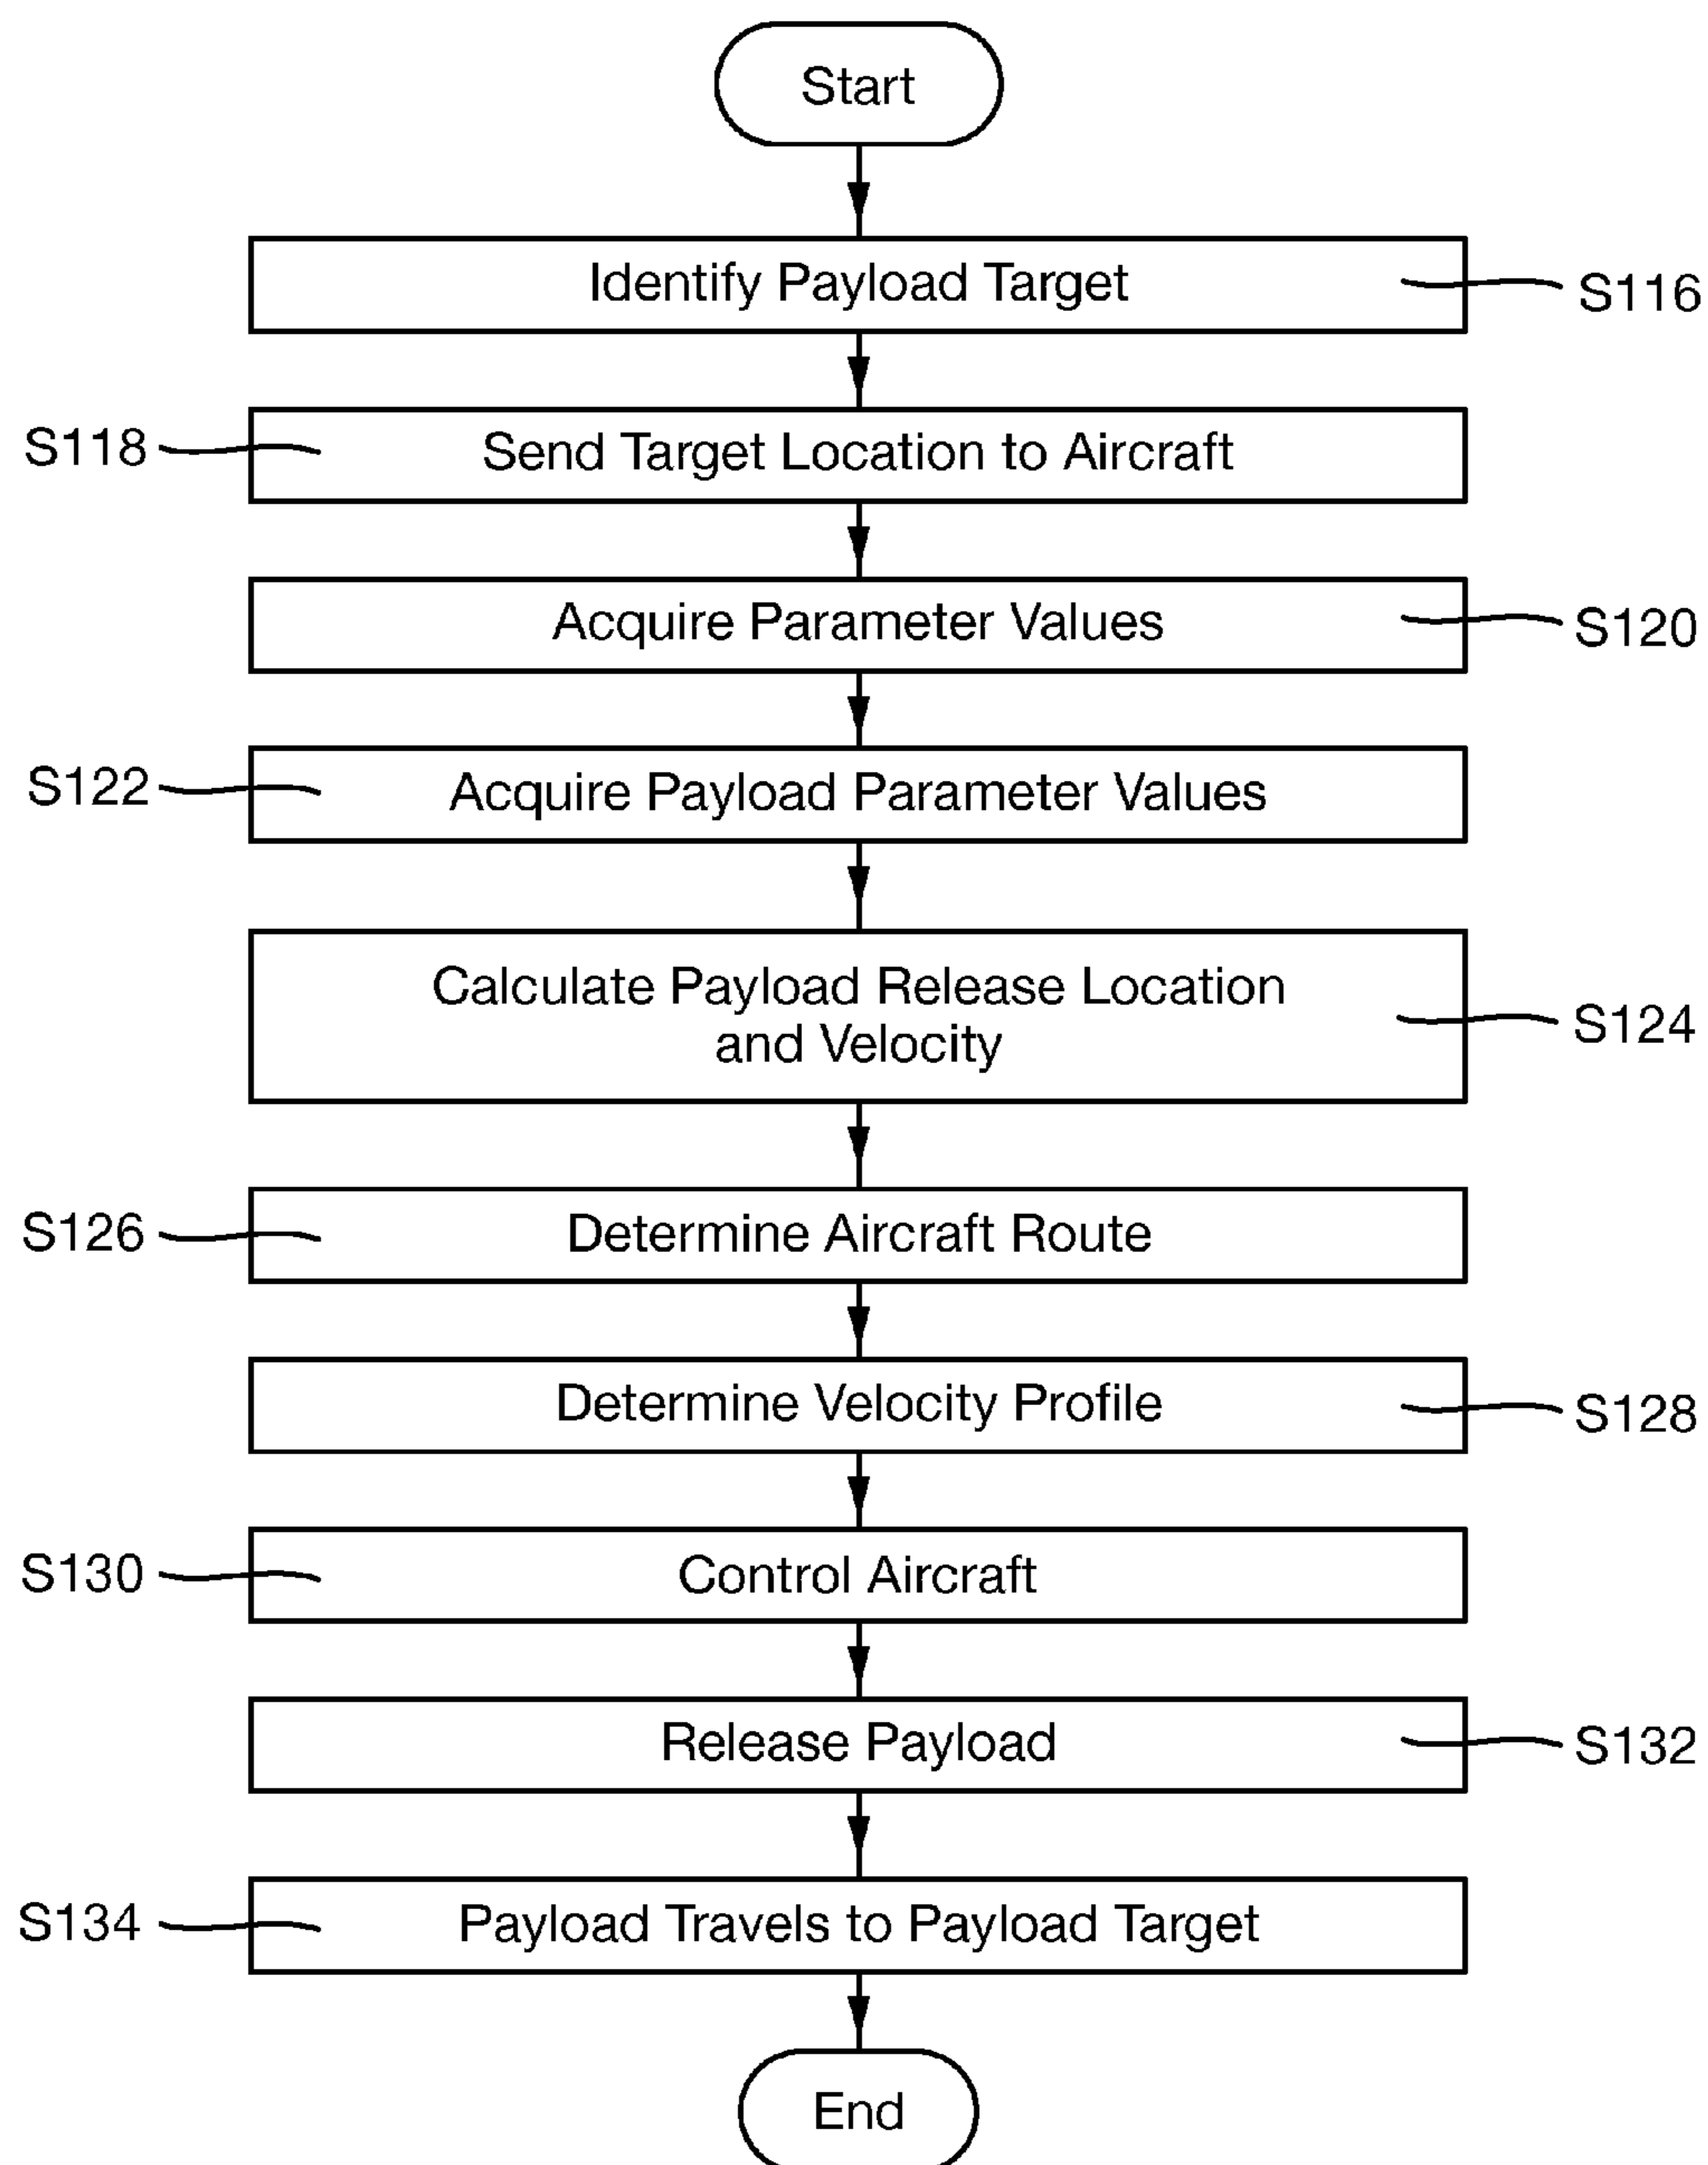 Start
Identify Payload Target
S116
S118
Send Target Location to Aircraft
Acquire Parameter Values
S120
S122
Acquire Payload Parameter Values
Calculate Payload Release Location
and Velocity
S124
S126
Determine Aircraft Route
Determine Velocity Profile
S128
S130
Control Aircraft
Release Payload
S132
S134
Payload Travels to Payload Target
End